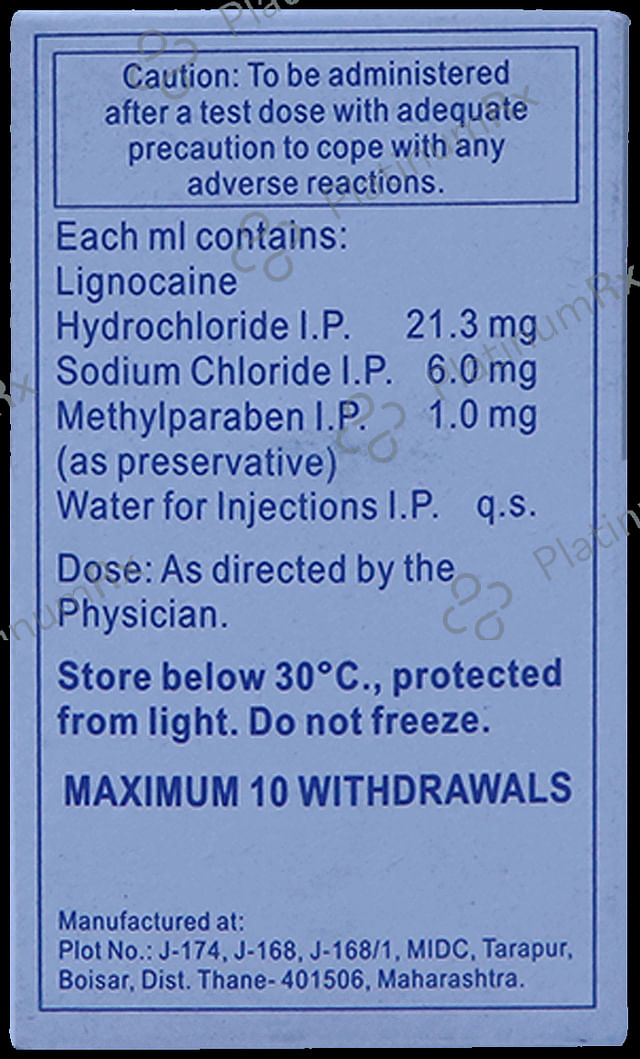 Caution: To be administered
after a test dose with adequate
precaution to cope with any
adverse reactions.
Each ml contains:
Lignocaine
Hydrochloride I.P. 21.3 mg
Sodium Chloride I.P. 6.0 mg
Methylparaben I.P. 1.0 mg
(as preservative)
Water for Injections I.P. q.s.
Dose: As directed by the
Physician.
Store below 30°C., protected
from light. Do not freeze.
MAXIMUM 10 WITHDRAWALS
Manufactured at:
Plot No.: J-174, J-168, J-168/1, MIDC, Tarapur,
Boisar, Dist. Thane- 401506, Maharashtra.
PlatinumRx